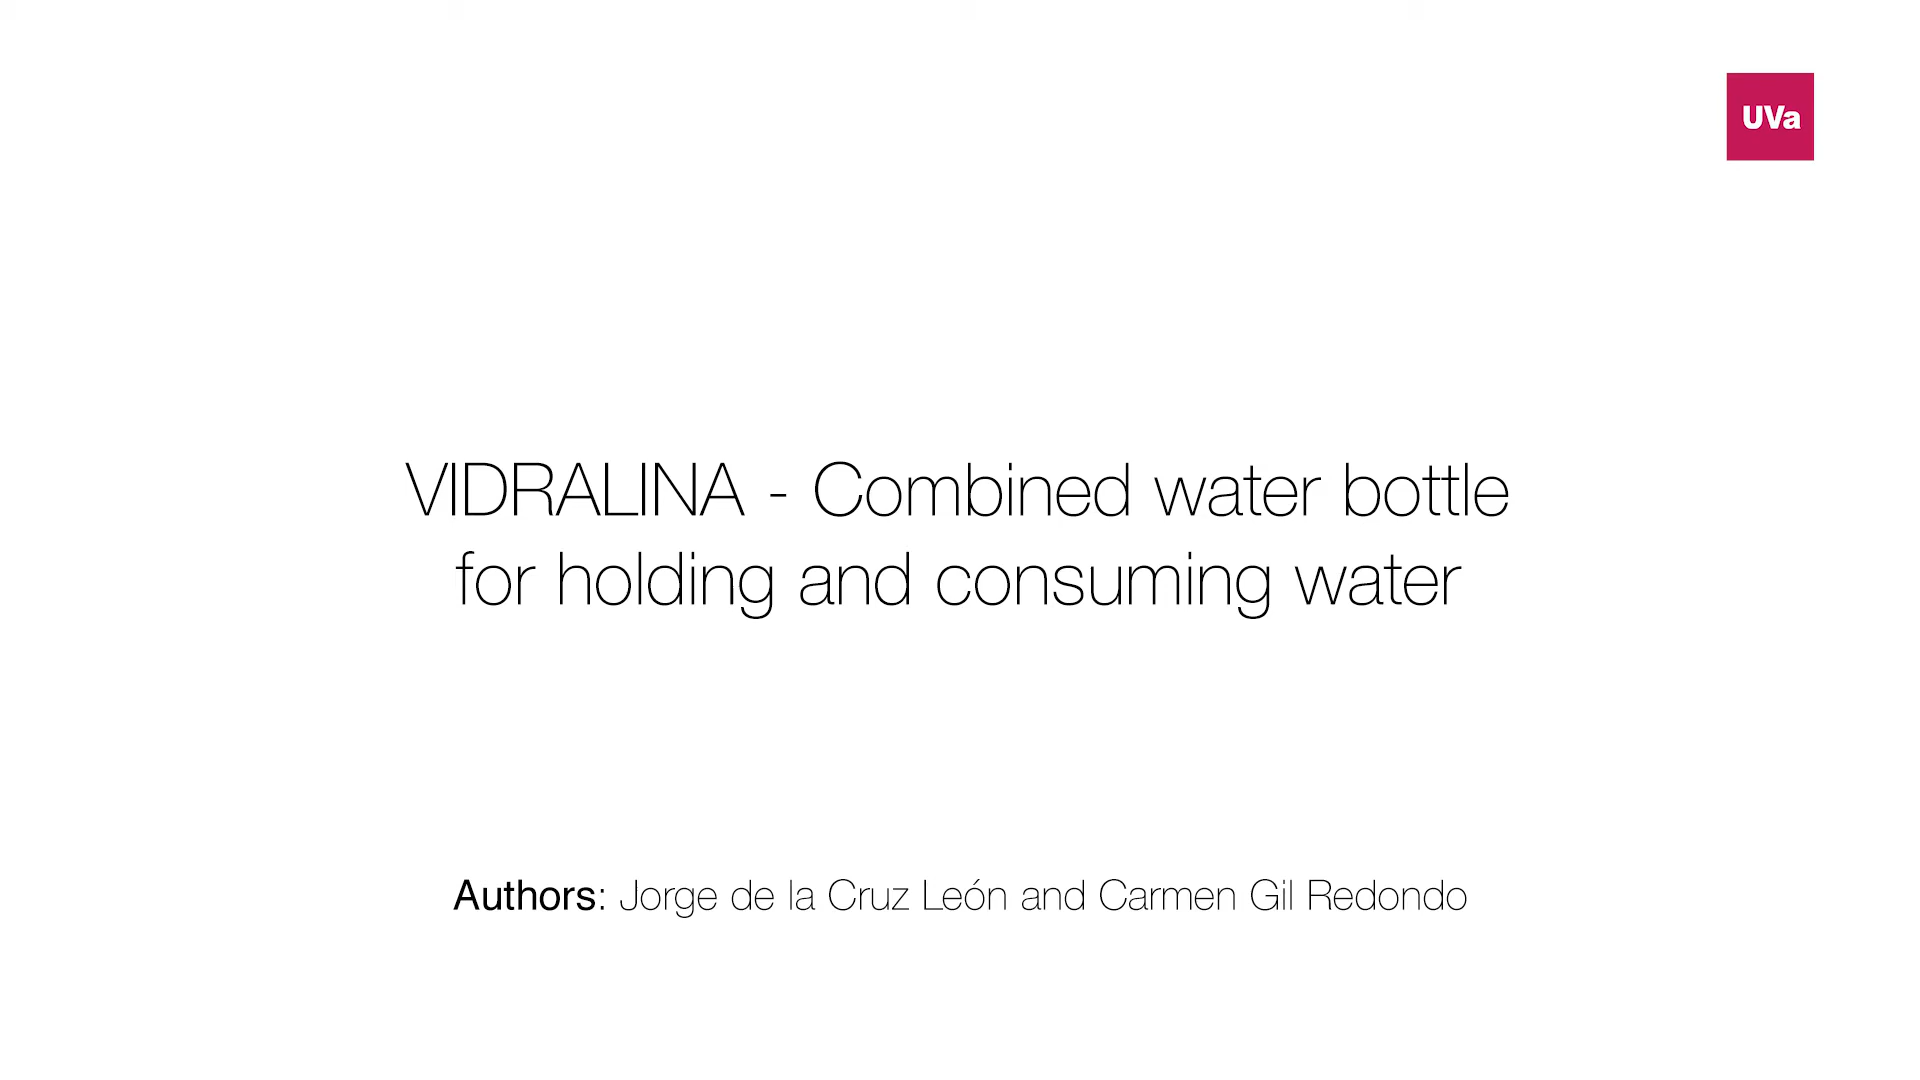 UVa
VIDRALINA - Combined water bottle
for holding and consuming water
Authors: Jorge de la Cruz León and Carmen Gil Redondo